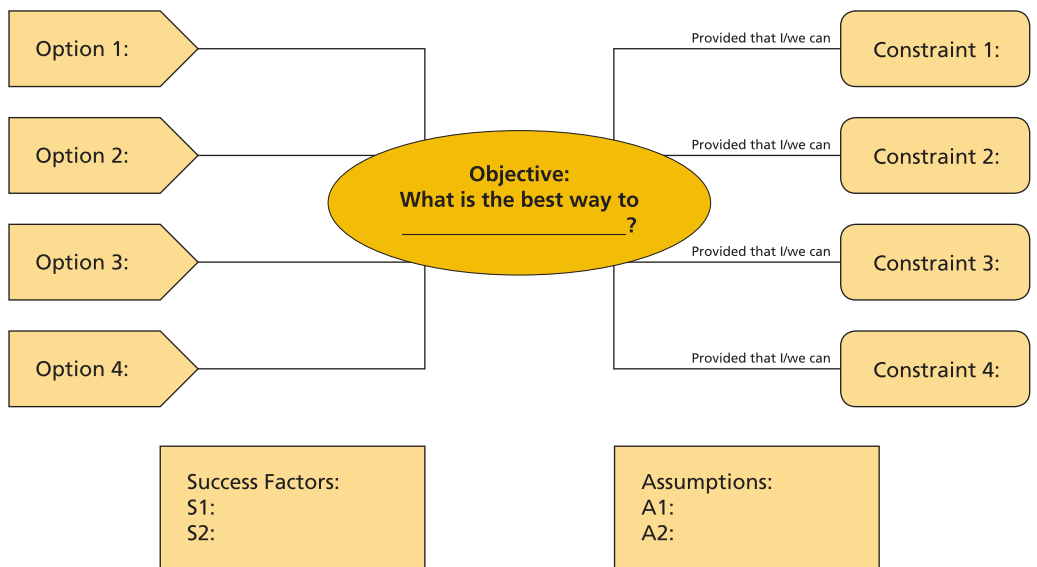 Option 1:
Option 2:
Option 3:
Option 4:
Objective:
What is the best way to
____________________?
Provided that I/we can
Constraint 1:
Provided that I/we can
Constraint 2:
Provided that I/we can
Constraint 3:
Provided that I/we can
Constraint 4:
Success Factors:
S1:
S2:
Assumptions:
A1:
A2: